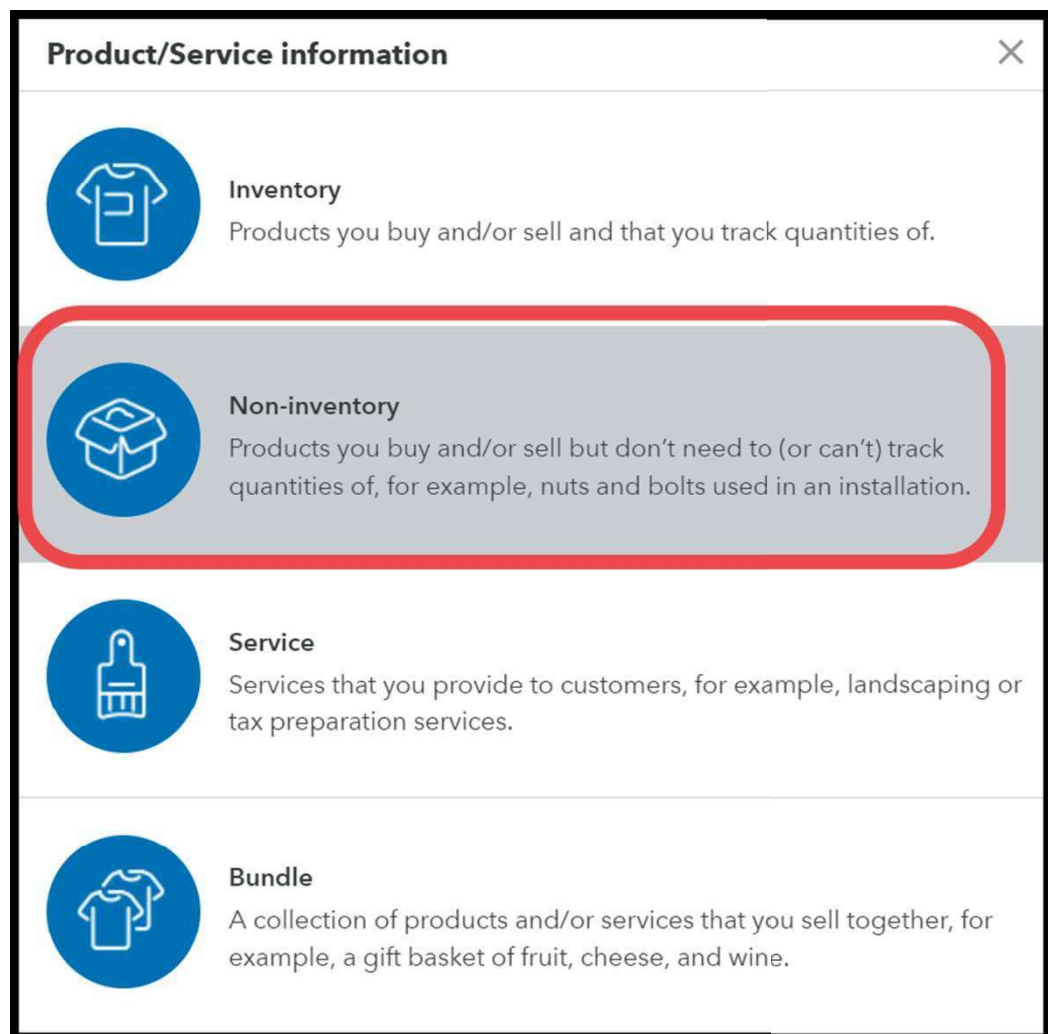 Product/Service information
Inventory
Products you buy and/or sell and that you track quantities of.
Non-inventory
Products you buy and/or sell but don't need to (or can't) track
quantities of, for example, nuts and bolts used in an installation.
Service
Services that you provide to customers, for example, landscaping or
tax preparation services.
Bundle
A collection of products and/or services that you sell together, for
example, a gift basket of fruit, cheese, and wine.